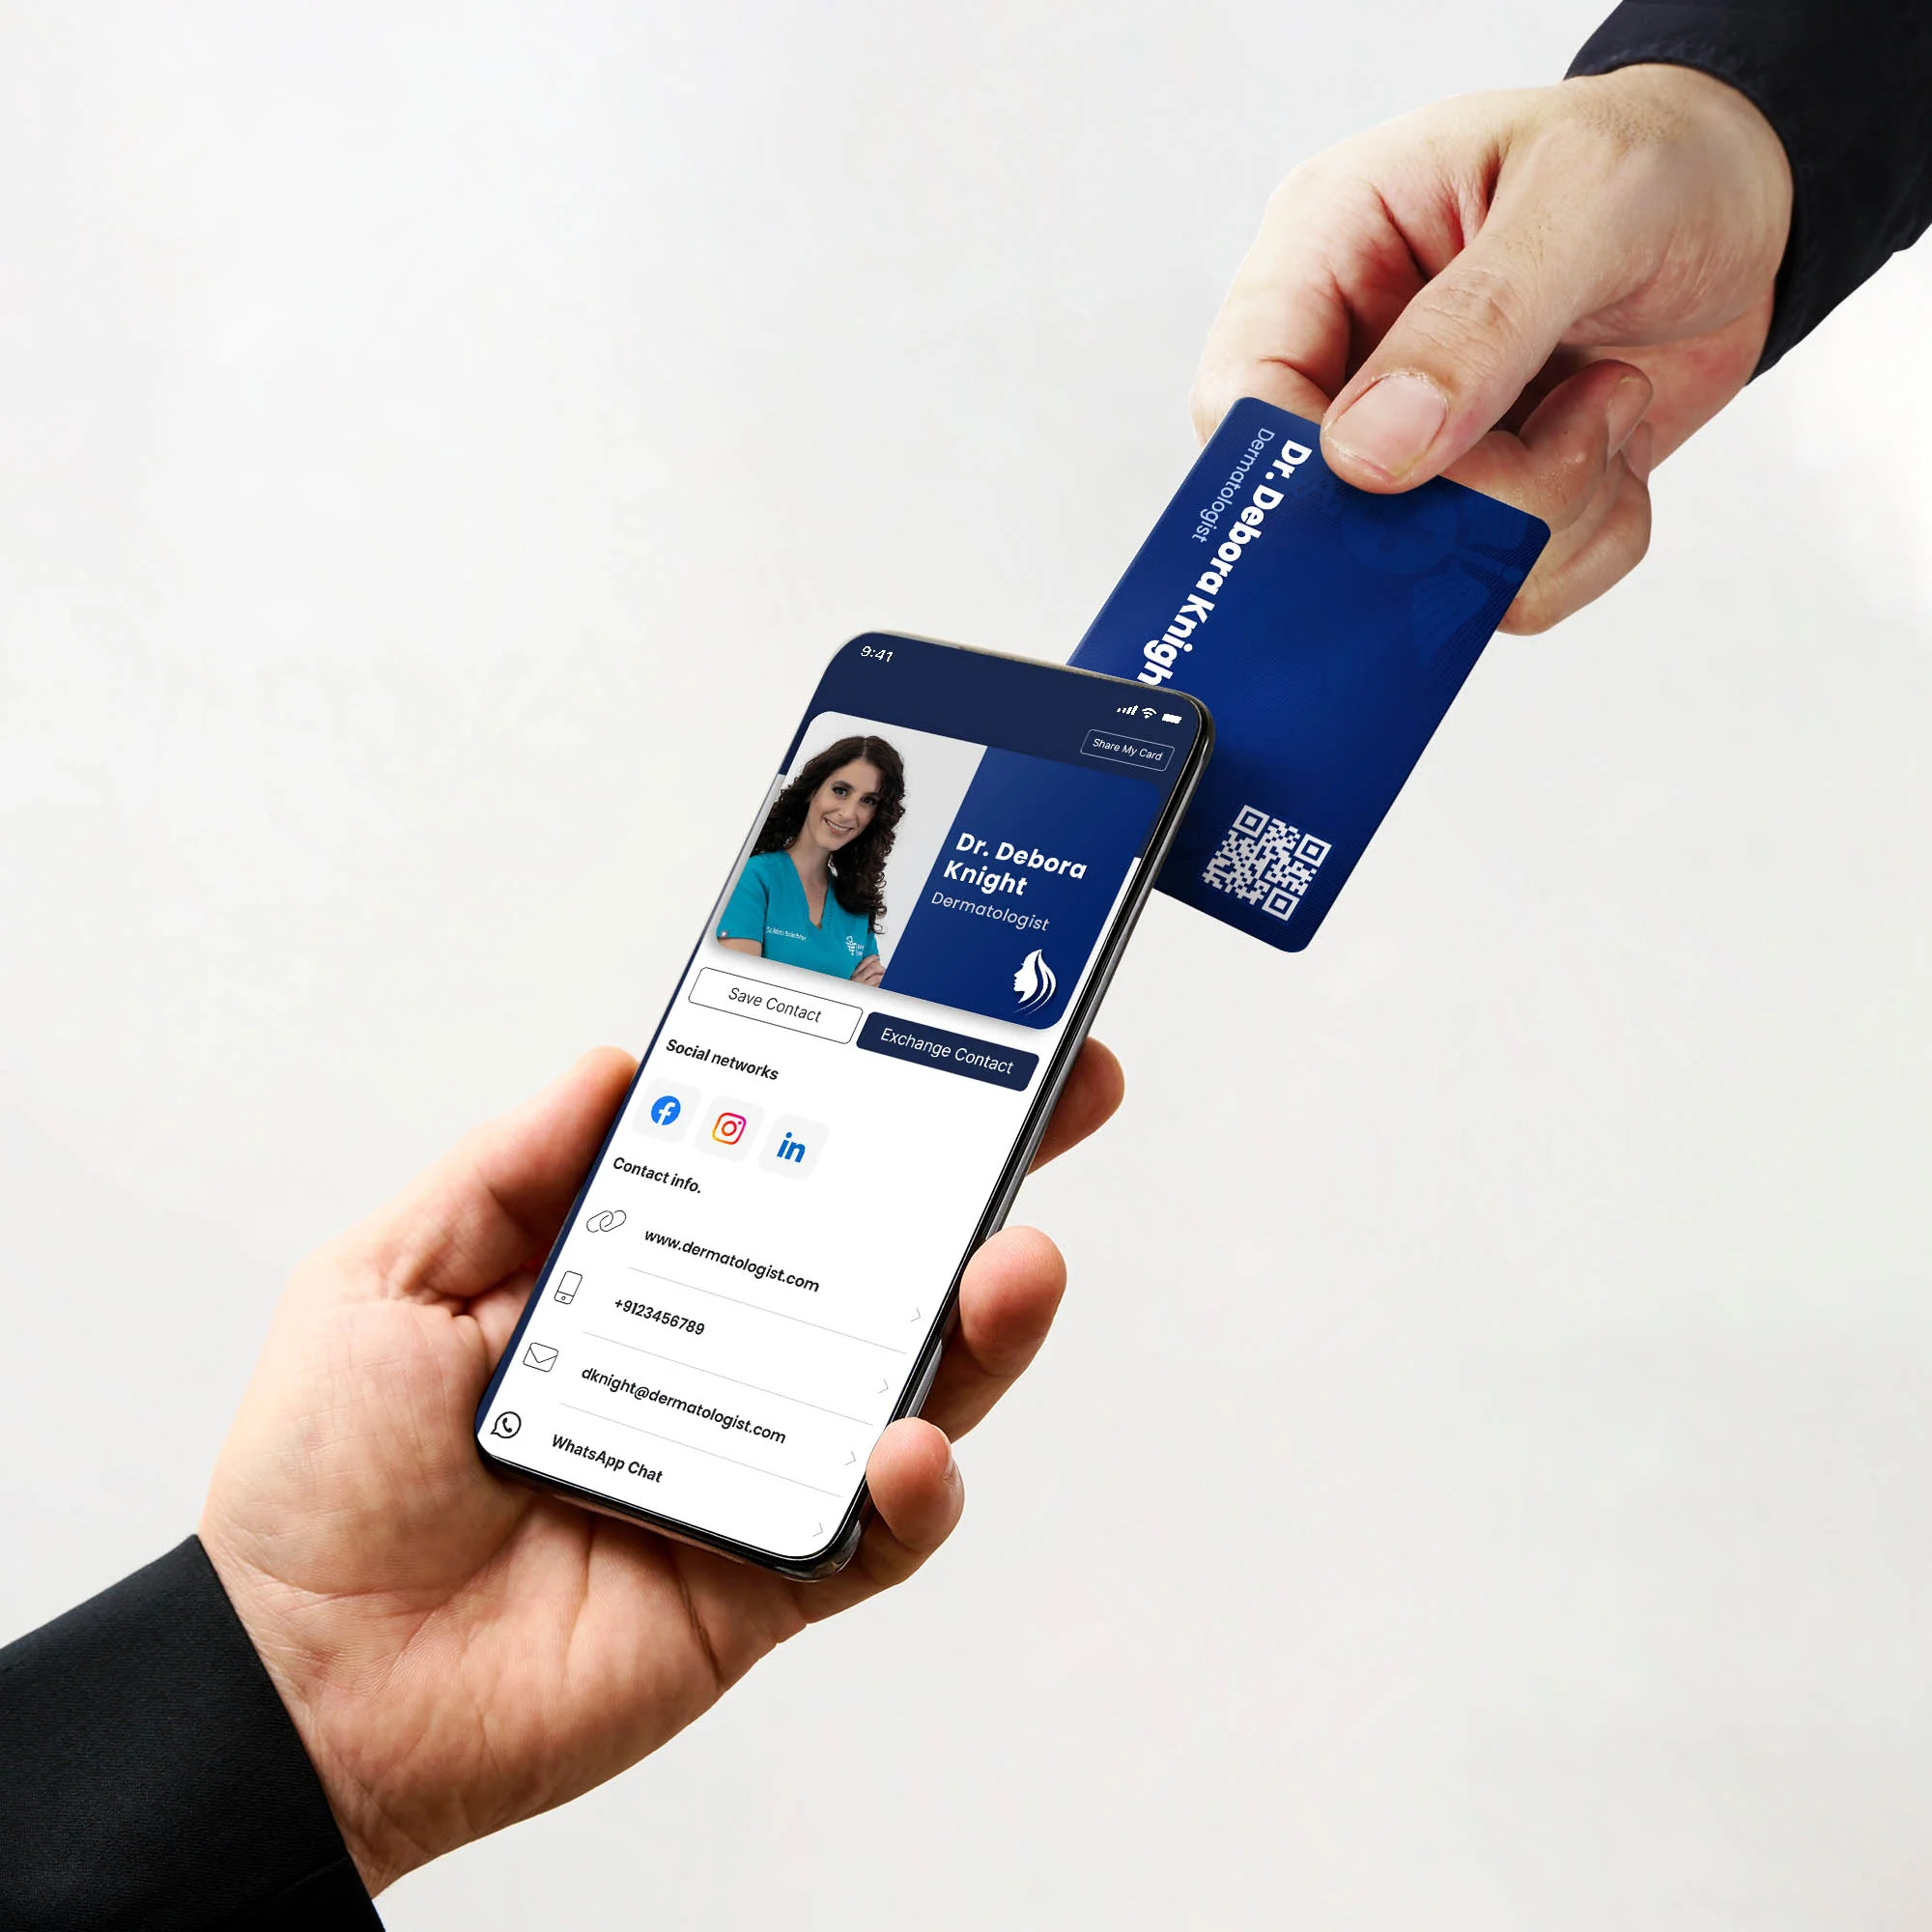 Dr. Debora Knigh
Dermatologist
9:41
Share My Card
Dr. Debora
Knight
Dermatologist
Save Contact
Exchange Contact
Social networks
in
Contact info.
www.dermatologist.com
+9123456789
dknight@dermatologist.com
WhatsApp Chat